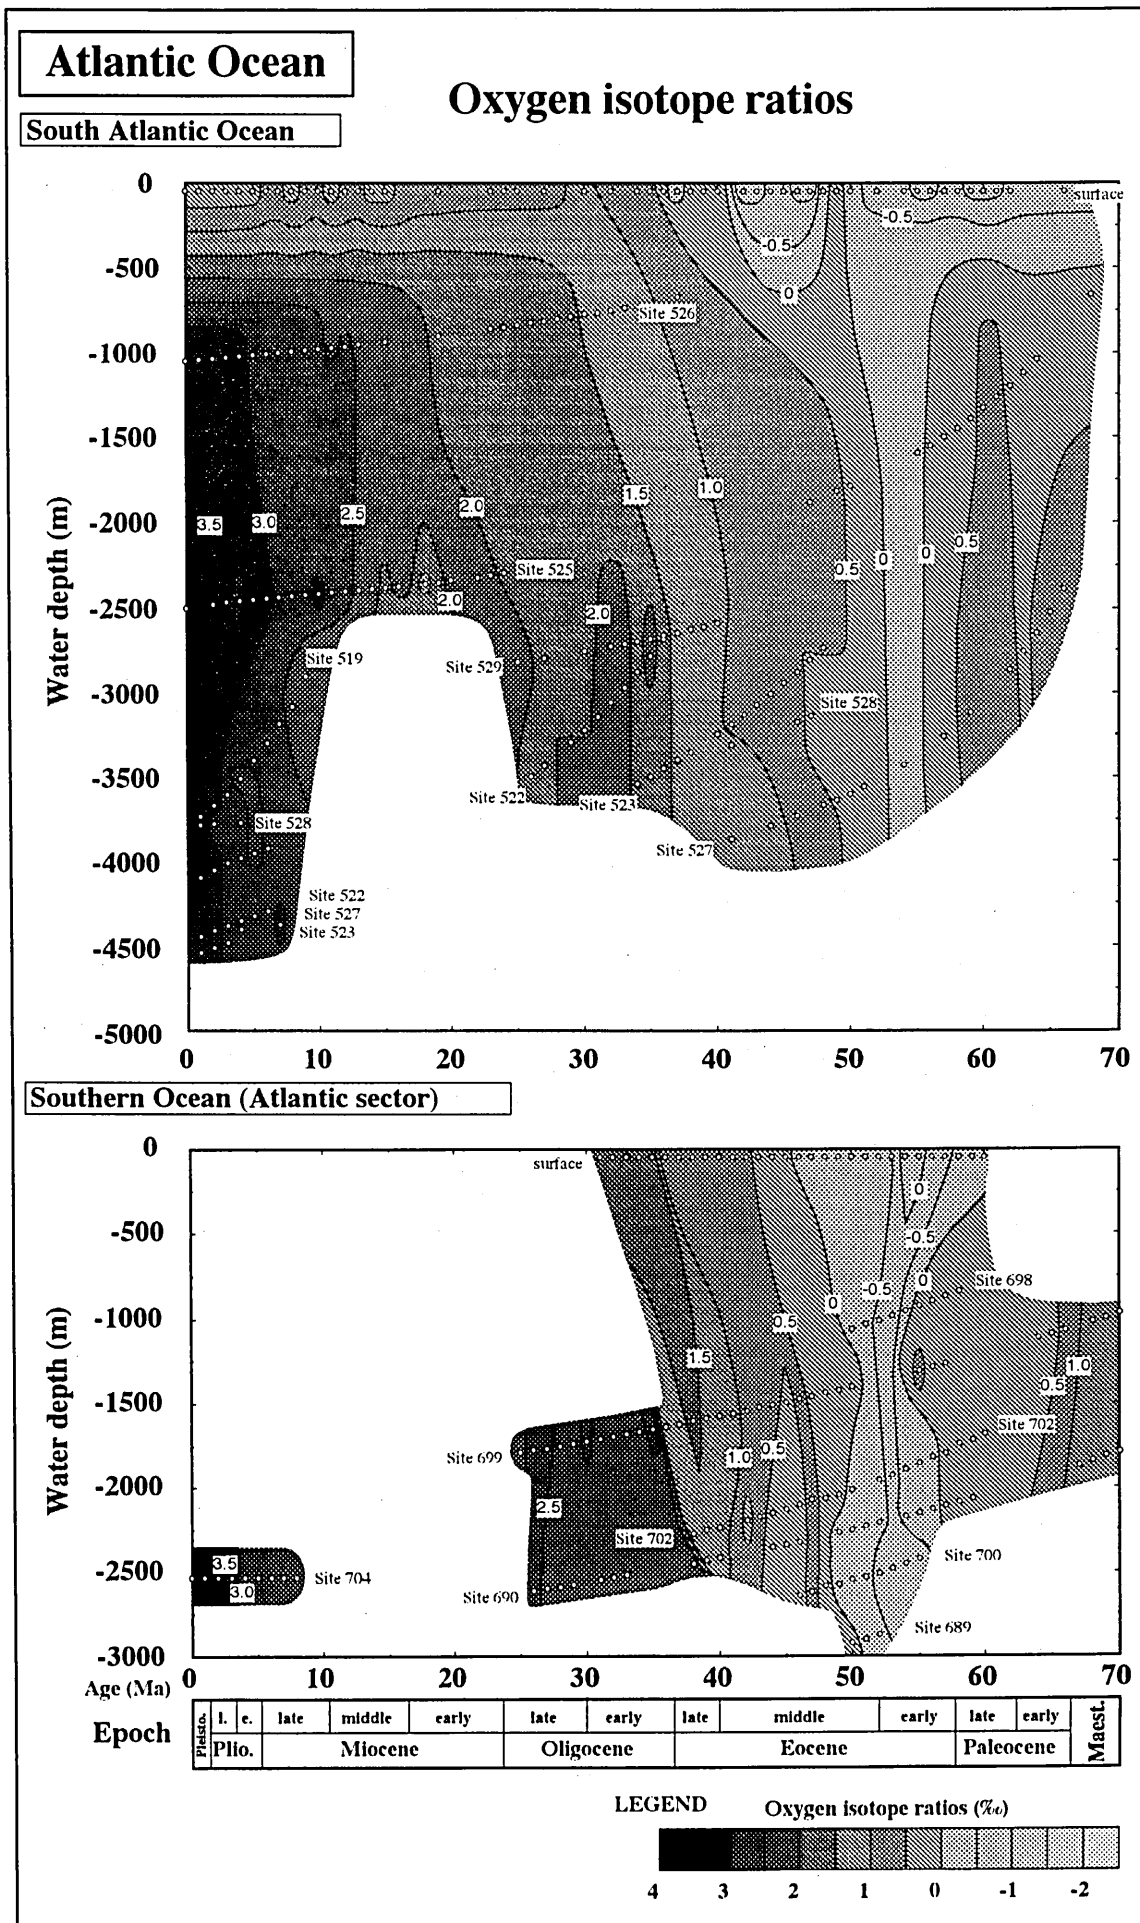 Atlantic Ocean
Oxygen isotope ratios
South Atlantic Ocean
0
surface
-0.5
-0.5
-500
0
Site 526
-1000
-1500
1.5
1.0
2.5
2.0
3.5
3.0
-2000
0.5
0
0
0.5
Site 525
-2500
2.0
2.0
Site 519
Site 529
-3000
Site 528
-3500
Site 522
Site 523
Site 528
Site 527
-4000
Site 522
Site 527
Site 523
-4500
-5000
Water depth (m)
0 10 20 30 40 50 60 70
Southern Ocean (Atlantic sector)
0
surface
0
-500
-0.5
Site 698
-0.5
0
0
-1000
0.5
1.5
1.0
0.5
-1500
Site 702
Site 699
1.0
0.5
-2000
2.5
Site 702
Site 700
-2500
3.5
3.0
Site 704
Site 690
Site 689
-3000
Water depth (m)
Age (Ma)
0 10 20 30 40 50 60 70
Epoch
Pleisto.
l. e. late middle early late early late middle early late early
Plio. Miocene Oligocene Eocene Paleocene
Maest.
LEGEND Oxygen isotope ratios (‰)
4 3 2 1 0 -1 -2